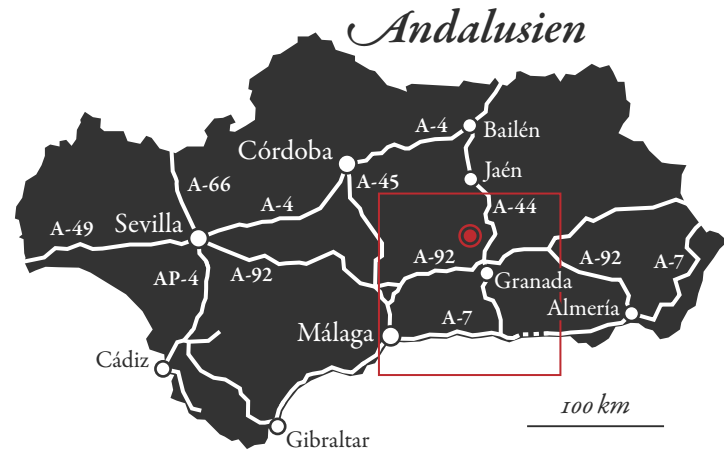 Andalusien
A-4
Bailén
Córdoba
Jaén
A-66
A-45
A-4
A-44
A-49
Sevilla
A-92
A-92
A-7
AP-4
A-92
Granada
Almería
Málaga
A-7
Cádiz
100 km
Gibraltar